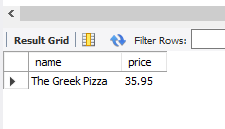 Result Grid Filter Rows:
name price
The Greek Pizza 35.95